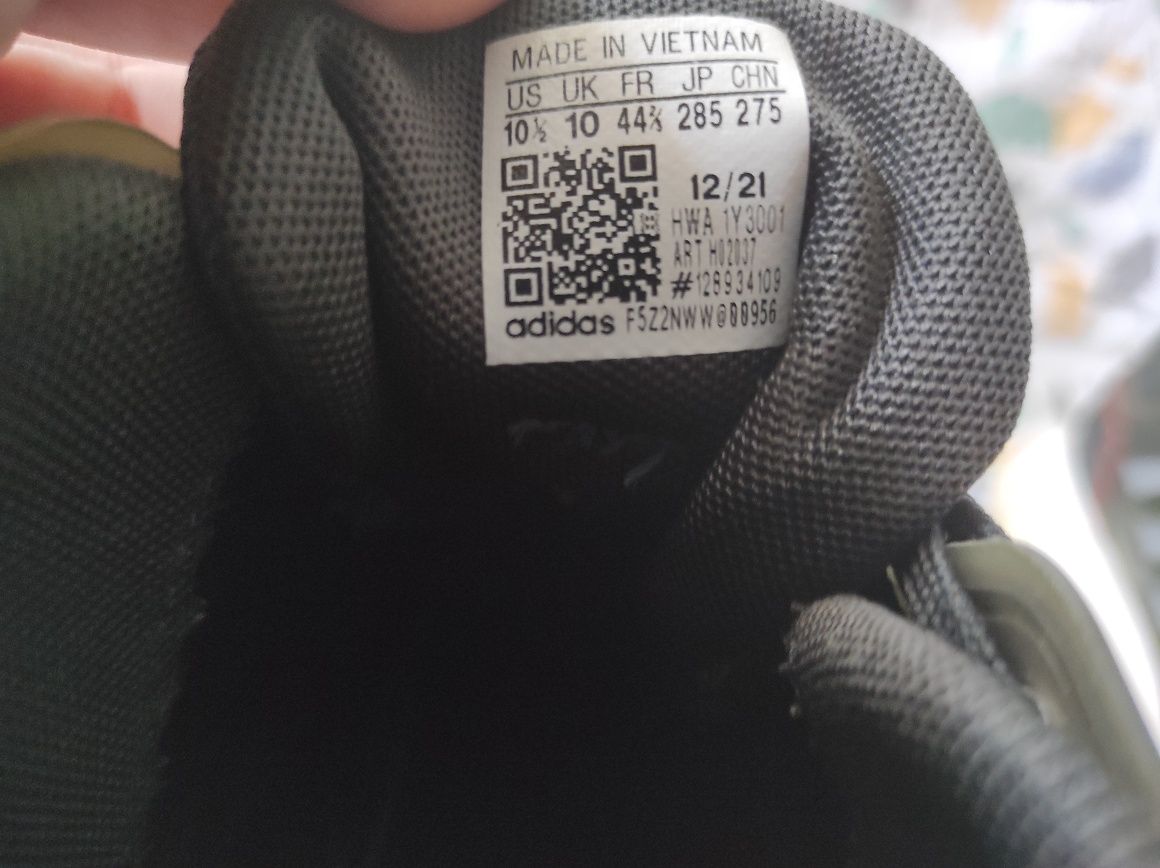 MADE IN VIETNAM
US UK FR JP CHN
10½ 10 44⅔ 285 275
12/21
HWA 1Y3001
ART H02037
#128934109
adidas F5Z2NWW@00956